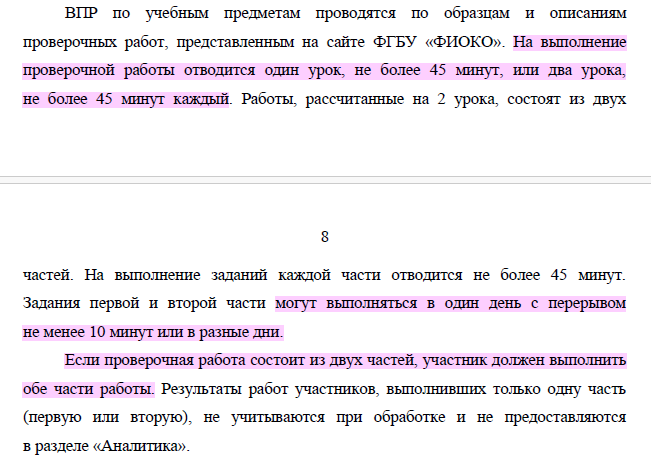 ВПР по учебным предметам проводятся по образцам и описаниям
проверочных работ, представленным на сайте ФГБУ «ФИОКО». На выполнение
проверочной работы отводится один урок, не более 45 минут, или два урока,
не более 45 минут каждый. Работы, рассчитанные на 2 урока, состоят из двух
8
частей. На выполнение заданий каждой части отводится не более 45 минут.
Задания первой и второй части могут выполняться в один день с перерывом
не менее 10 минут или в разные дни.
Если проверочная работа состоит из двух частей, участник должен выполнить
обе части работы. Результаты работ участников, выполнивших только одну часть
(первую или вторую), не учитываются при обработке и не предоставляются
в разделе «Аналитика».